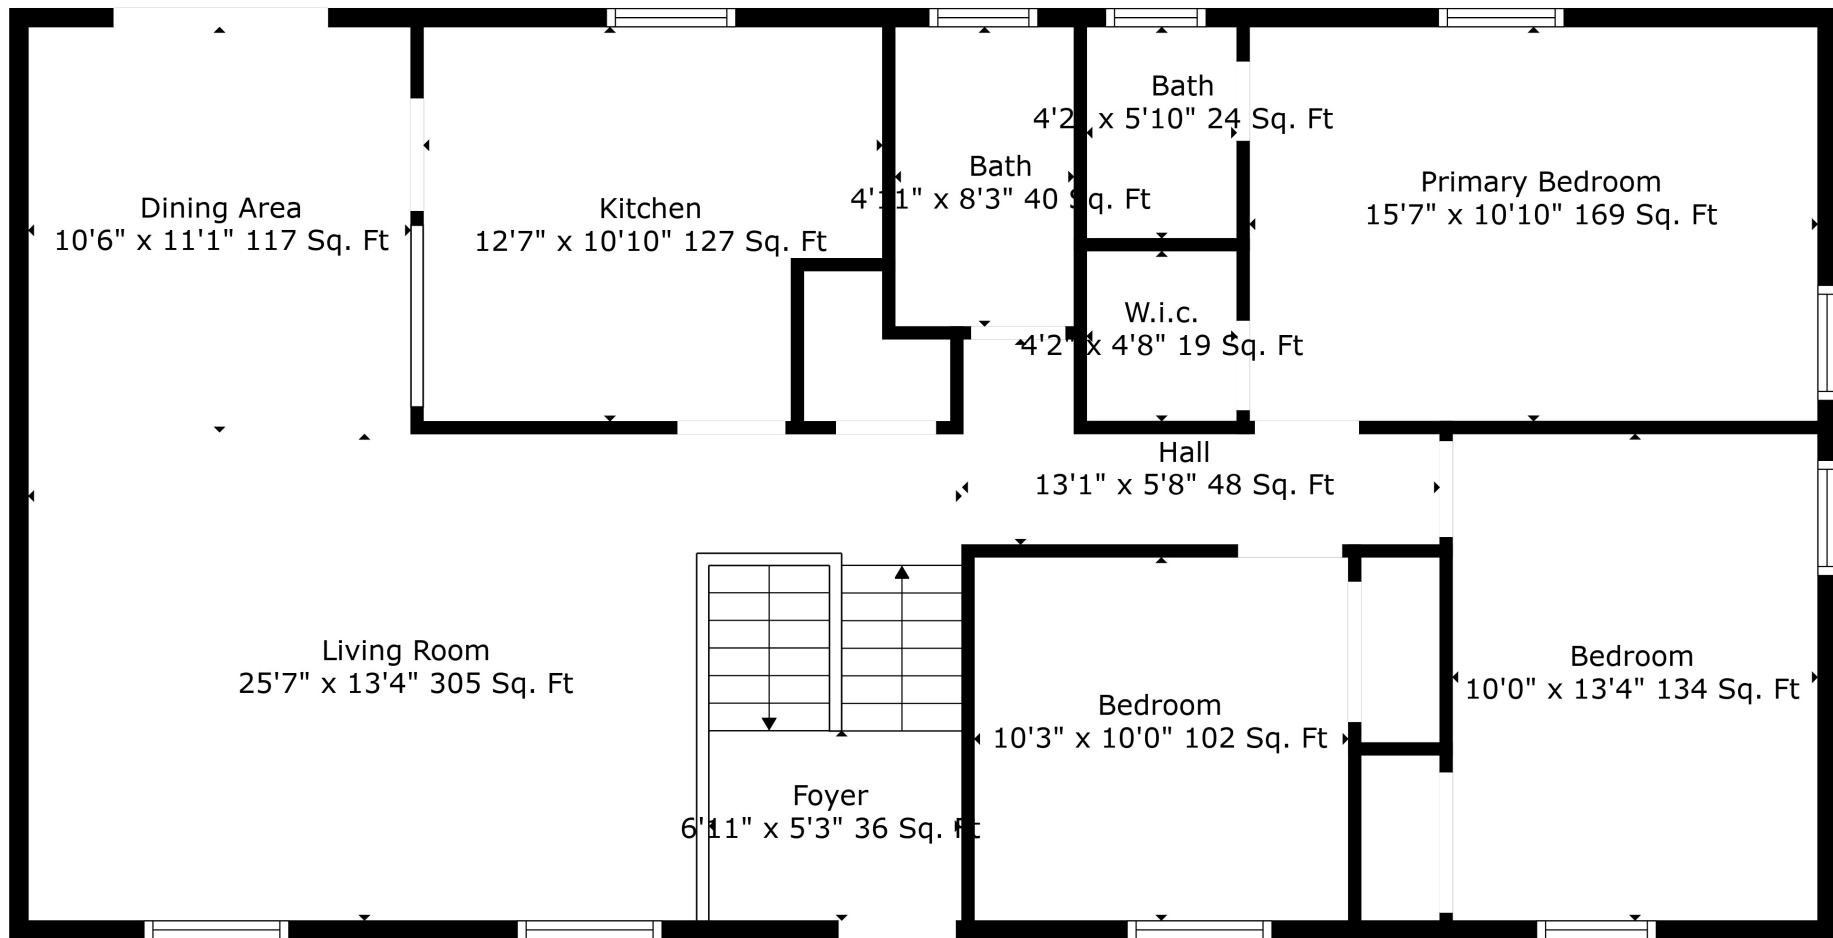 Bath
4'2" x 5'10" 24 Sq. Ft
Bath
4'11" x 8'3" 40 Sq. Ft
Primary Bedroom
15'7" x 10'10" 169 Sq. Ft
Dining Area
10'6" x 11'1" 117 Sq. Ft
Kitchen
12'7" x 10'10" 127 Sq. Ft
W.i.c.
4'2" x 4'8" 19 Sq. Ft
Hall
13'1" x 5'8" 48 Sq. Ft
Living Room
25'7" x 13'4" 305 Sq. Ft
Bedroom
10'0" x 13'4" 134 Sq. Ft
Bedroom
10'3" x 10'0" 102 Sq. Ft
Foyer
6'11" x 5'3" 36 Sq. Ft